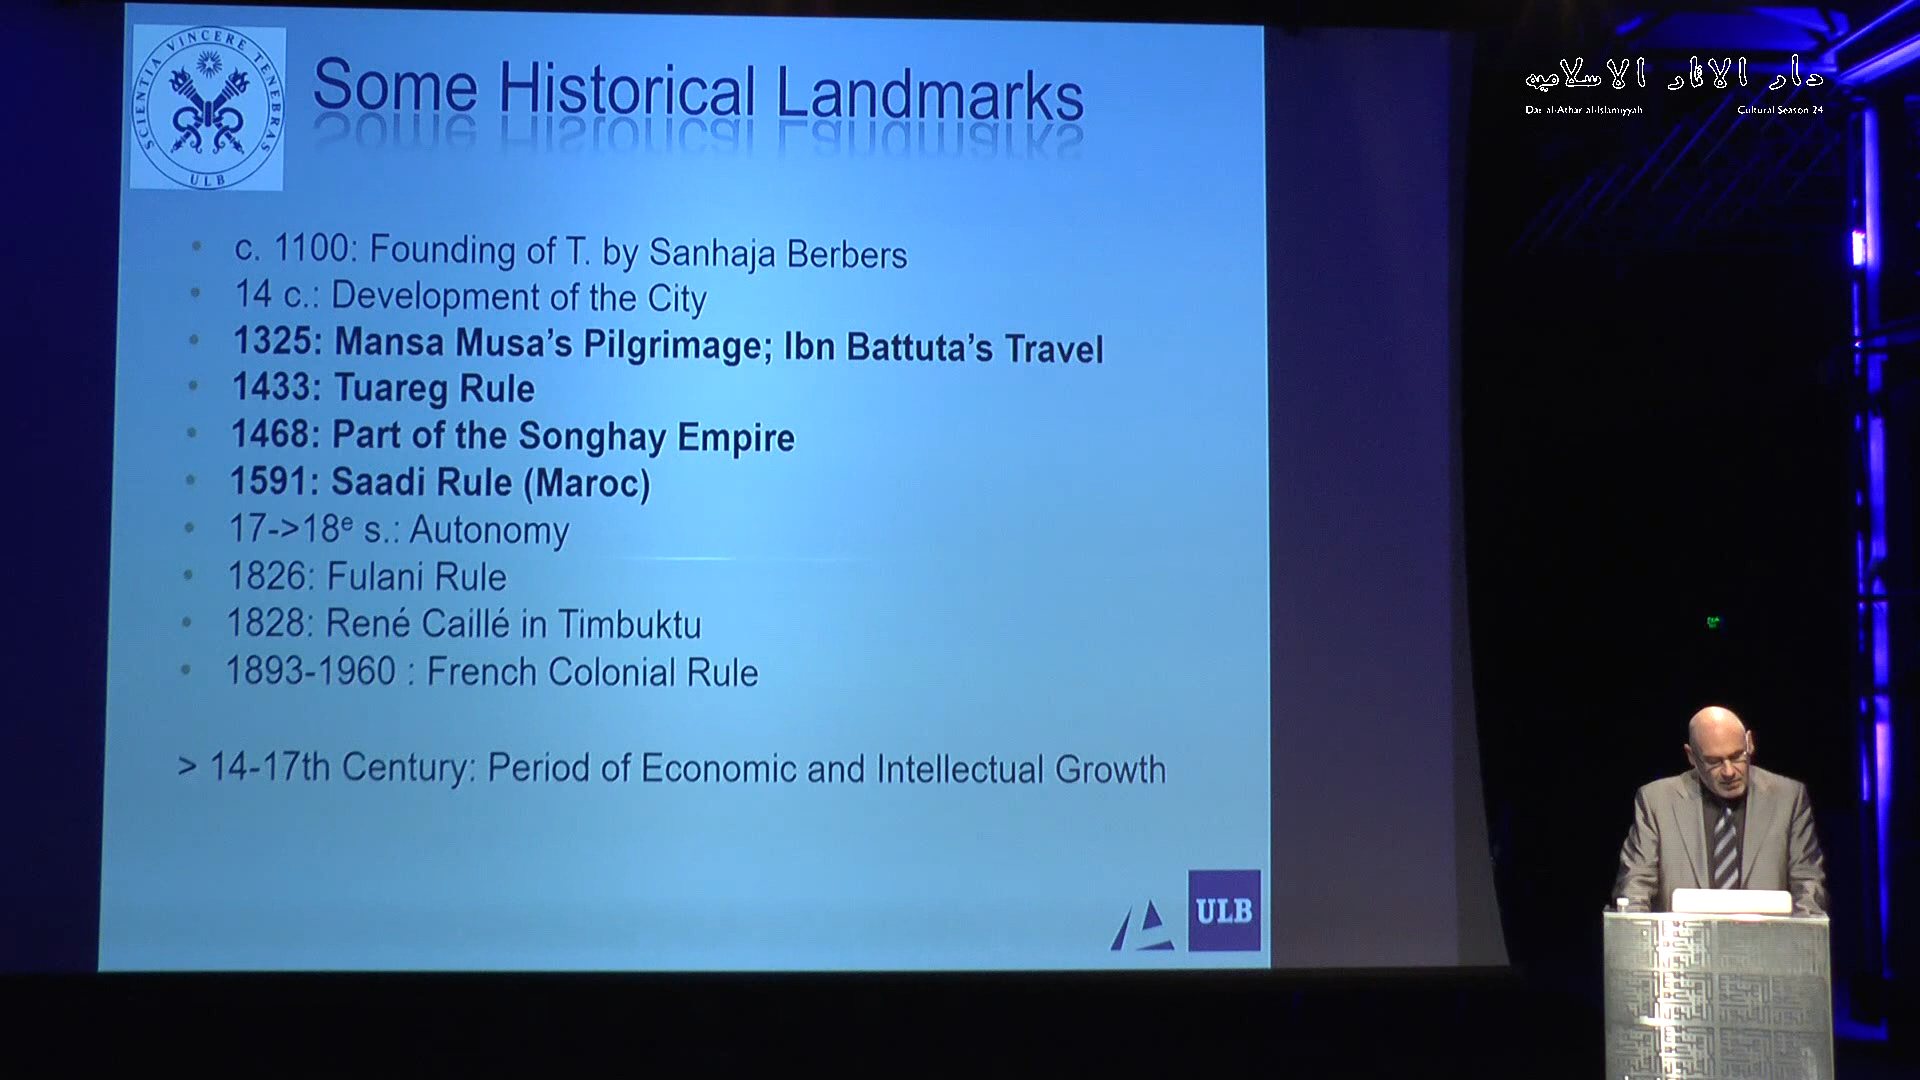 SCIENTIA VINCERE TENEBRAS
ULB
Some Historical Landmarks
دار الآثار الاسلاميه
Dar al-Athar al-Islamiyyah
Cultural Season 24
• c. 1100: Founding of T. by Sanhaja Berbers
• 14 c.: Development of the City
• 1325: Mansa Musa's Pilgrimage; Ibn Battuta's Travel
• 1433: Tuareg Rule
• 1468: Part of the Songhay Empire
• 1591: Saadi Rule (Maroc)
• 17->18e s.: Autonomy
• 1826: Fulani Rule
• 1828: René Caillé in Timbuktu
• 1893-1960 : French Colonial Rule
> 14-17th Century: Period of Economic and Intellectual Growth
ULB